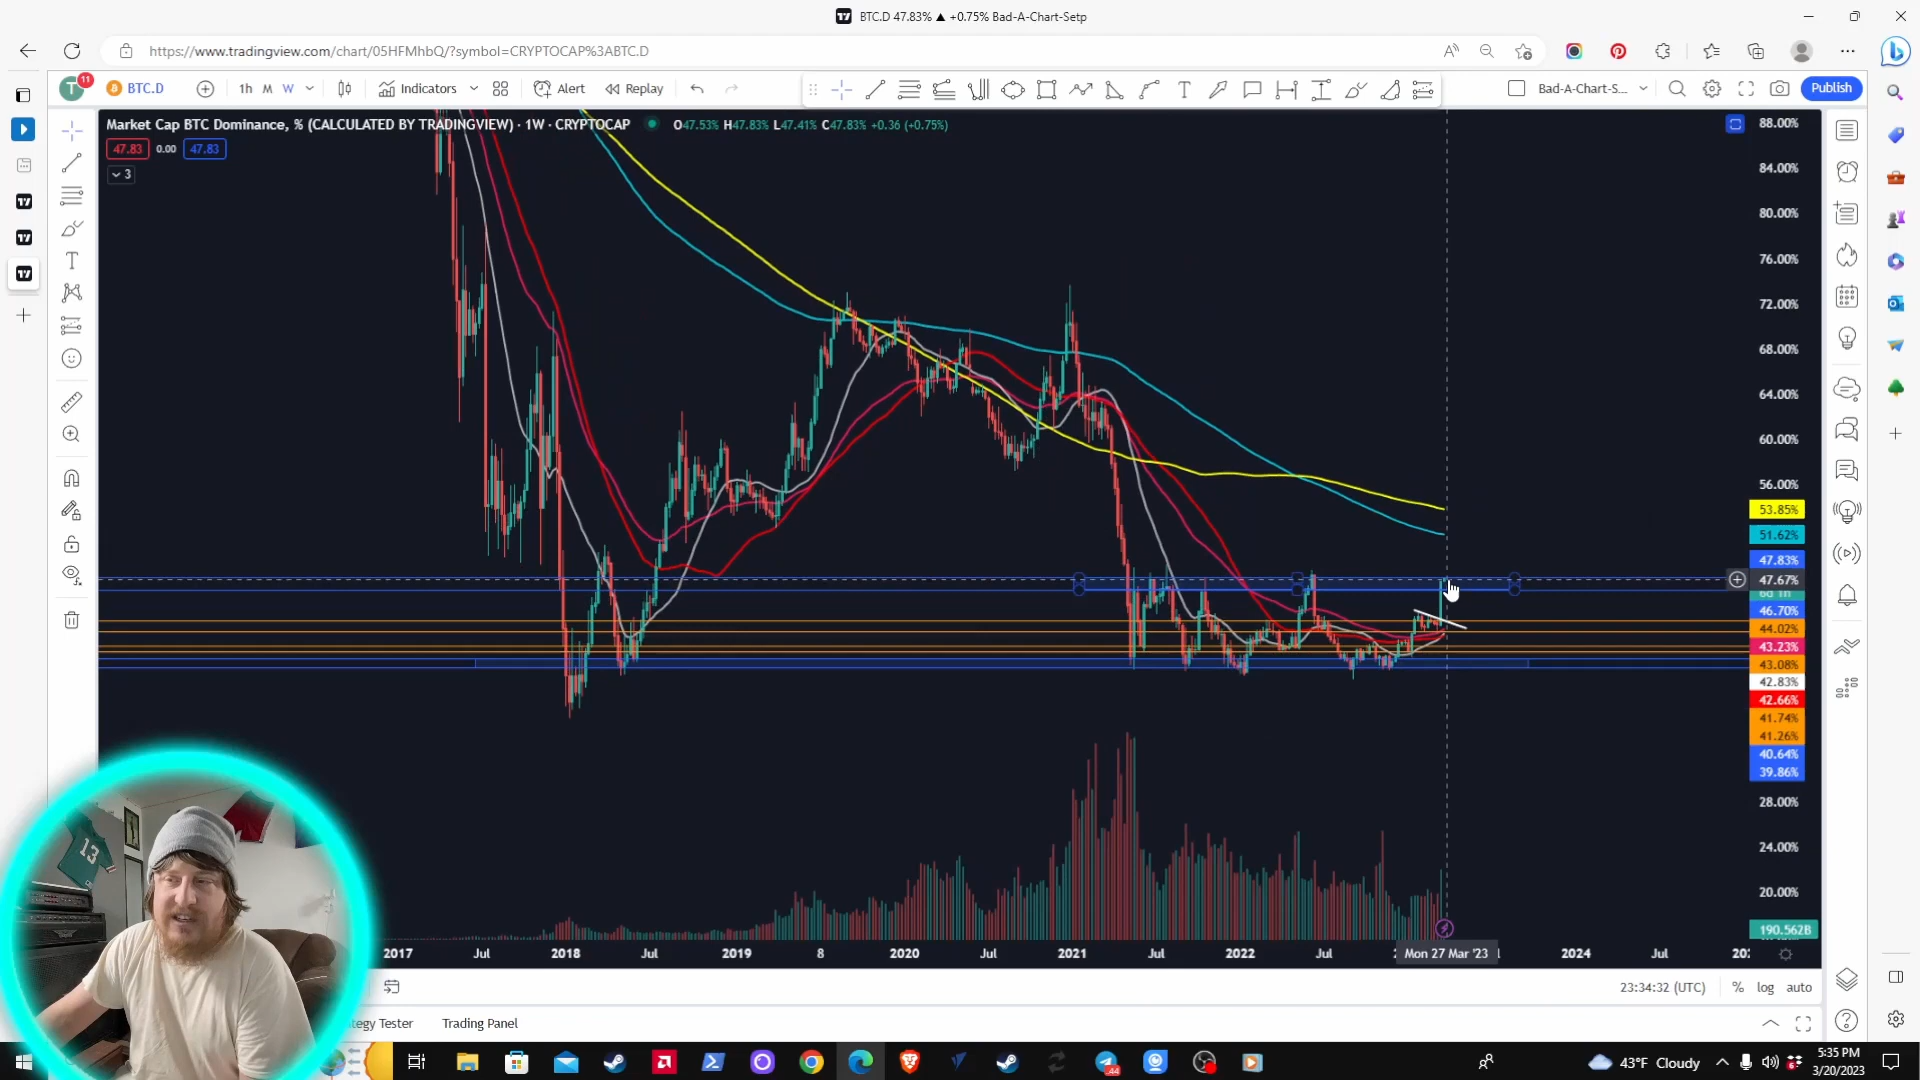 BTC.D 47.83% ▲ +0.75% Bad-A-Chart-Setp
https://www.tradingview.com/chart/05HFMhbQ/?symbol=CRYPTOCAP%3ABTC.D
11
T
BTC.D
1h M W
Indicators
Alert
Replay
Bad-A-Chart-S...
Publish
Market Cap BTC Dominance, % (CALCULATED BY TRADINGVIEW) · 1W · CRYPTOCAP
O47.53% H47.83% L47.41% C47.83% +0.36 (+0.75%)
47.83 0.00 47.83
3
88.00%
84.00%
80.00%
76.00%
72.00%
68.00%
64.00%
60.00%
56.00%
53.85%
51.62%
47.83%
47.67%
6d 1h
46.70%
44.02%
43.23%
43.08%
42.83%
42.66%
41.74%
41.26%
40.64%
39.86%
28.00%
24.00%
20.00%
190.562B
13
2017 Jul 2018 Jul 2019 8 2020 Jul 2021 Jul 2022 Jul Mon 27 Mar '23 2024 Jul
23:34:32 (UTC) % log auto
tegy Tester Trading Panel
44
43°F Cloudy
5:35 PM
3/20/2023